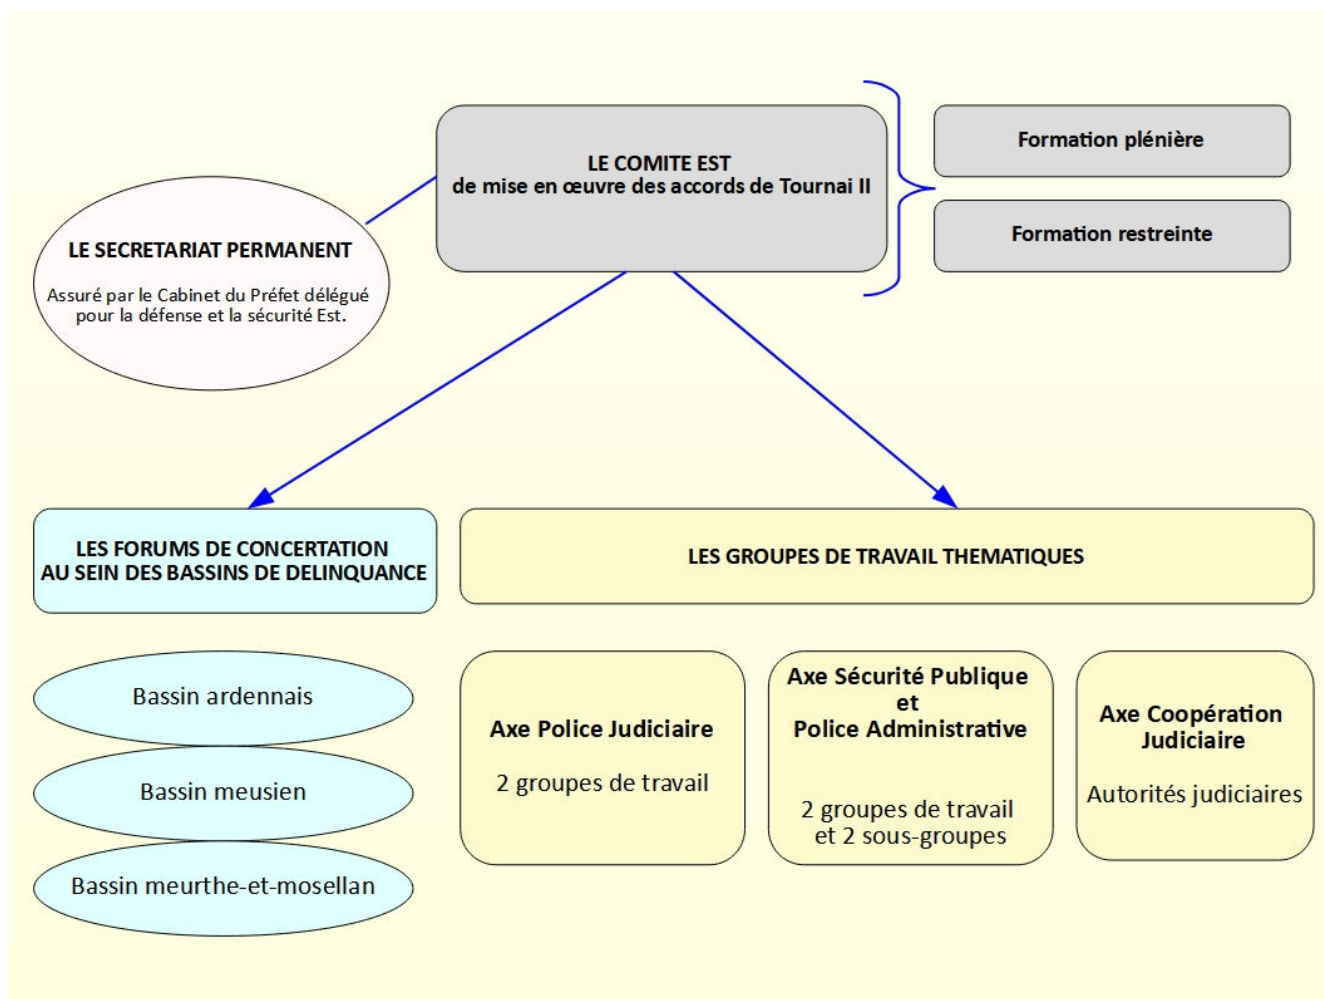 LE COMITE EST
de mise en œuvre des accords de Tournai II
Formation plénière
Formation restreinte
LE SECRETARIAT PERMANENT
Assuré par le Cabinet du Préfet délégué
pour la défense et la sécurité Est.
LES FORUMS DE CONCERTATION
AU SEIN DES BASSINS DE DELINQUANCE
LES GROUPES DE TRAVAIL THEMATIQUES
Bassin ardennais
Bassin meusien
Bassin meurthe-et-mosellan
Axe Police Judiciaire
2 groupes de travail
Axe Sécurité Publique
et
Police Administrative
2 groupes de travail
et 2 sous-groupes
Axe Coopération
Judiciaire
Autorités judiciaires